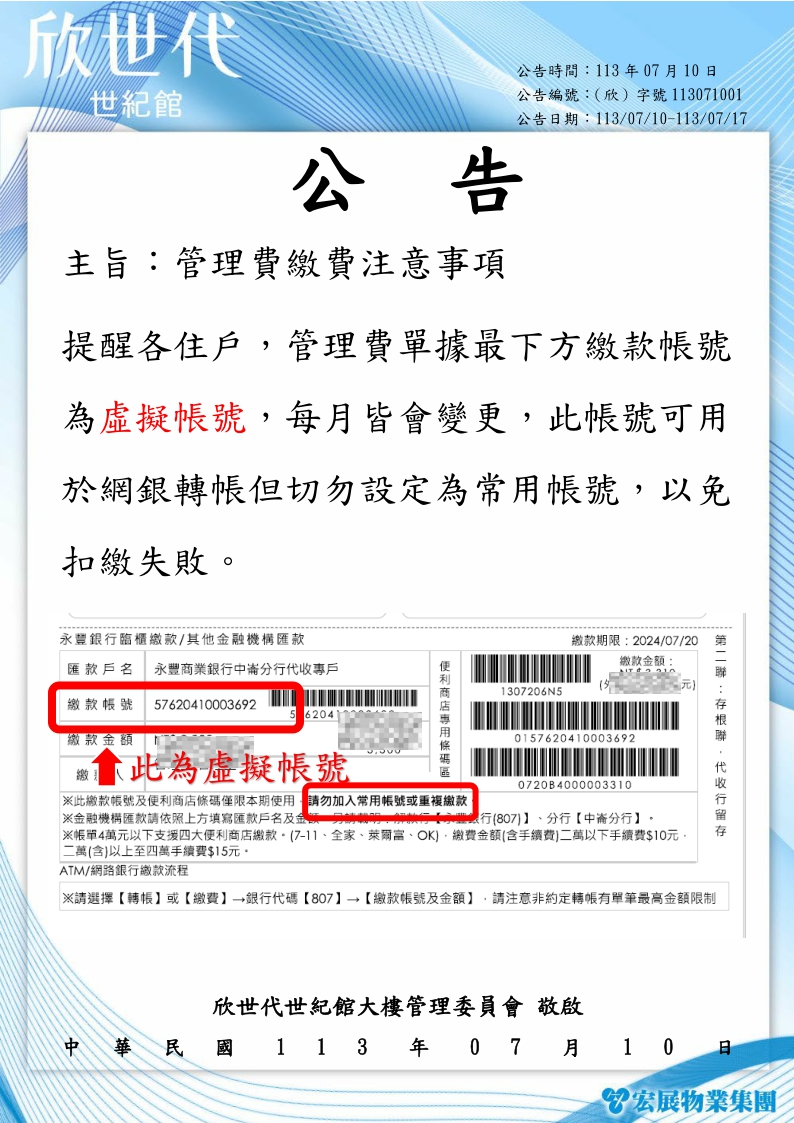 欣世代
世紀館
公告時間：113 年 07 月 10 日
公告編號：(欣) 字號 113071001
公告日期：113/07/10-113/07/17
公 告
主旨：管理費繳費注意事項
提醒各住戶，管理費單據最下方繳款帳號
為虛擬帳號，每月皆會變更，此帳號可用
於網銀轉帳但切勿設定為常用帳號，以免
扣繳失敗。
永豐銀行臨櫃繳款/其他金融機構匯款
繳款期限：2024/07/20
匯款戶名 永豐商業銀行中崙分行代收專戶
繳款帳號 57620410003692
繳款金額
繳 人
此為虛擬帳號
便利商店專用條碼區
繳款金額：
元)
1307206N5
0157620410003692
0720B4000003310
第二聯：存根聯．代收行留存
※此繳款帳號及便利商店條碼僅限本期使用．請勿加入常用帳號或重複繳款．
※金融機構匯款請依照上方填寫匯款戶名及金額．另請載明：解款行【永豐銀行(807)】、分行【中崙分行】。
※帳單4萬元以下支援四大便利商店繳款。(7-11、全家、萊爾富、OK)．繳費金額(含手續費)二萬以下手續費$10元．
二萬(含)以上至四萬手續費$15元。
ATM/網路銀行繳款流程
※請選擇【轉帳】或【繳費】→銀行代碼【807】→【繳款帳號及金額】．請注意非約定轉帳有單筆最高金額限制
欣世代世紀館大樓管理委員會 敬啟
中 華 民 國 1 1 3 年 0 7 月 1 0 日
宏展物業集團